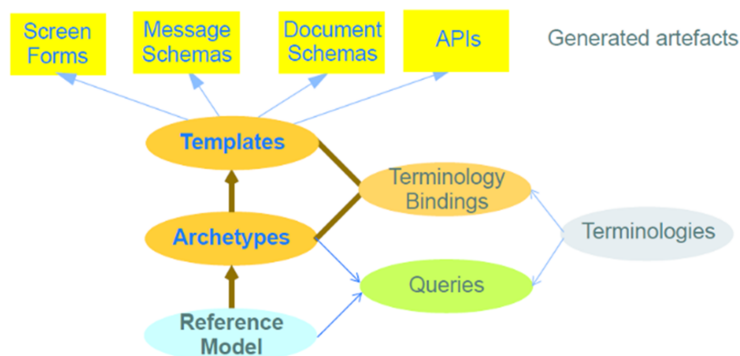 Screen
Forms
Message
Schemas
Document
Schemas
APIs
Generated artefacts
Templates
Terminology
Bindings
Archetypes
Terminologies
Queries
Reference
Model